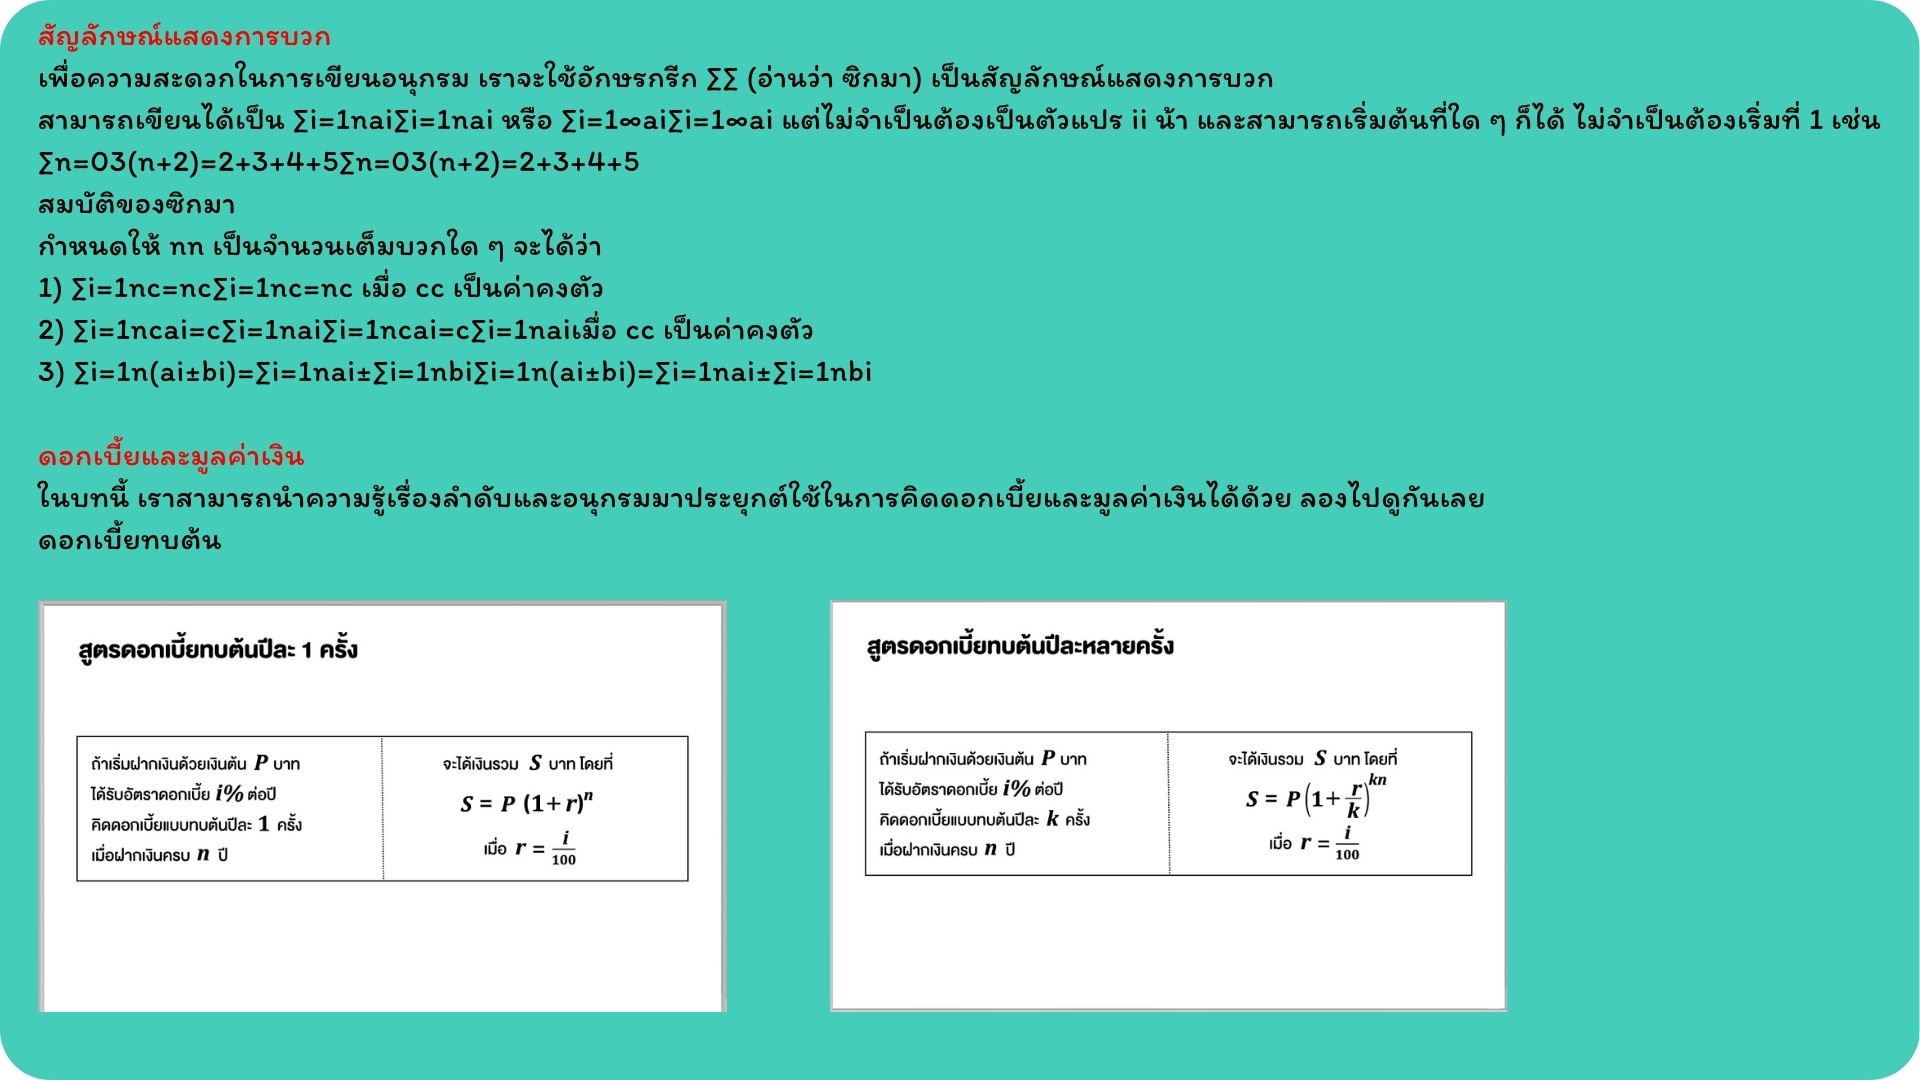 สัญลักษณ์แสดงการบวก
เพื่อความสะดวกในการเขียนอนุกรม เราจะใช้อักษรกรีก ∑∑ (อ่านว่า ซิกมา) เป็นสัญลักษณ์แสดงการบวก
สามารถเขียนได้เป็น ∑i=1nai∑i=1nai หรือ ∑i=1∞ai∑i=1∞ai แต่ไม่จำเป็นต้องเป็นตัวแปร ii น้า และสามารถเริ่มต้นที่ใด ๆ ก็ได้ ไม่จำเป็นต้องเริ่มที่ 1 เช่น
∑n=03(n+2)=2+3+4+5∑n=03(n+2)=2+3+4+5
สมบัติของซิกมา
กำหนดให้ nn เป็นจำนวนเต็มบวกใด ๆ จะได้ว่า
1) ∑i=1nc=nc∑i=1nc=nc เมื่อ cc เป็นค่าคงตัว
2) ∑i=1ncai=c∑i=1nai∑i=1ncai=c∑i=1naiเมื่อ cc เป็นค่าคงตัว
3) ∑i=1n(ai±bi)=∑i=1nai±∑i=1nbi∑i=1n(ai±bi)=∑i=1nai±∑i=1nbi
ดอกเบี้ยและมูลค่าเงิน
ในบทนี้ เราสามารถนำความรู้เรื่องลำดับและอนุกรมมาประยุกต์ใช้ในการคิดดอกเบี้ยและมูลค่าเงินได้ด้วย ลองไปดูกันเลย
ดอกเบี้ยทบต้น
สูตรดอกเบี้ยทบต้นปีละ 1 ครั้ง
ถ้าเริ่มฝากเงินด้วยเงินต้น P บาท
ได้รับอัตราดอกเบี้ย i% ต่อปี
คิดดอกเบี้ยแบบทบต้นปีละ 1 ครั้ง
เมื่อฝากเงินครบ n ปี
จะได้เงินรวม S บาท โดยที่
S = P (1+r)^n
เมื่อ r = i/100
สูตรดอกเบี้ยทบต้นปีละหลายครั้ง
ถ้าเริ่มฝากเงินด้วยเงินต้น P บาท
ได้รับอัตราดอกเบี้ย i% ต่อปี
คิดดอกเบี้ยแบบทบต้นปีละ k ครั้ง
เมื่อฝากเงินครบ n ปี
จะได้เงินรวม S บาท โดยที่
S = P(1+r/k)^kn
เมื่อ r = i/100